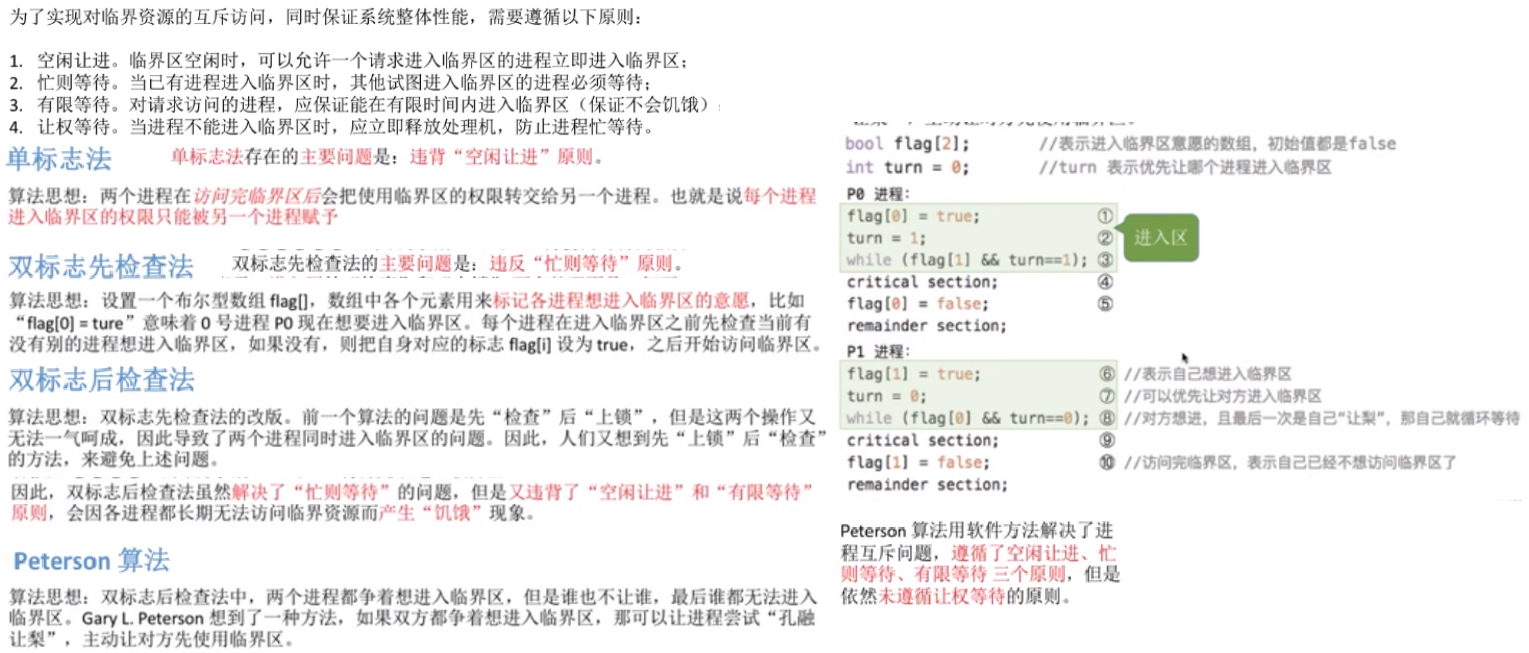 为了实现对临界资源的互斥访问，同时保证系统整体性能，需要遵循以下原则：
1. 空闲让进。临界区空闲时，可以允许一个请求进入临界区的进程立即进入临界区；
2. 忙则等待。当已有进程进入临界区时，其他试图进入临界区的进程必须等待；
3. 有限等待。对请求访问的进程，应保证能在有限时间内进入临界区（保证不会饥饿）；
4. 让权等待。当进程不能进入临界区时，应立即释放处理机，防止进程忙等待。
单标志法 单标志法存在的主要问题是：违背“空闲让进”原则。
算法思想：两个进程在访问完临界区后会把使用临界区的权限转交给另一个进程。也就是说每个进程
进入临界区的权限只能被另一个进程赋予
双标志先检查法 双标志先检查法的主要问题是：违反“忙则等待”原则。
算法思想：设置一个布尔型数组 flag[]，数组中各个元素用来标记各进程想进入临界区的意愿，比如
“flag[0] = ture”意味着 0 号进程 P0 现在想要进入临界区。每个进程在进入临界区之前先检查当前有
没有别的进程想进入临界区，如果没有，则把自身对应的标志 flag[i] 设为 true，之后开始访问临界区。
双标志后检查法
算法思想：双标志先检查法的改版。前一个算法的问题是先“检查”后“上锁”，但是这两个操作又
无法一气呵成，因此导致了两个进程同时进入临界区的问题。因此，人们又想到先“上锁”后“检查”
的方法，来避免上述问题。
因此，双标志后检查法虽然解决了“忙则等待”的问题，但是又违背了“空闲让进”和“有限等待”
原则，会因各进程都长期无法访问临界资源而产生“饥饿”现象。
Peterson 算法
算法思想：双标志后检查法中，两个进程都争着想进入临界区，但是谁也不让谁，最后谁都无法进入
临界区。Gary L. Peterson 想到了一种方法，如果双方都争着想进入临界区，那可以让进程尝试“孔融
让梨”，主动让对方先使用临界区。
bool flag[2]; //表示进入临界区意愿的数组，初始值都是false
int turn = 0; //turn 表示优先让哪个进程进入临界区
P0 进程：
flag[0] = true; ①
turn = 1; ②
进入区
while (flag[1] && turn==1); ③
critical section; ④
flag[0] = false; ⑤
remainder section;
P1 进程：
flag[1] = true; ⑥ //表示自己想进入临界区
turn = 0; ⑦ //可以优先让对方进入临界区
while (flag[0] && turn==0); ⑧ //对方想进，且最后一次是自己“让梨”，那自己就循环等待
critical section; ⑨
flag[1] = false; ⑩ //访问完临界区，表示自己已经不想访问临界区了
remainder section;
Peterson 算法用软件方法解决了进
程互斥问题，遵循了空闲让进、忙
则等待、有限等待 三个原则，但是
依然未遵循让权等待的原则。